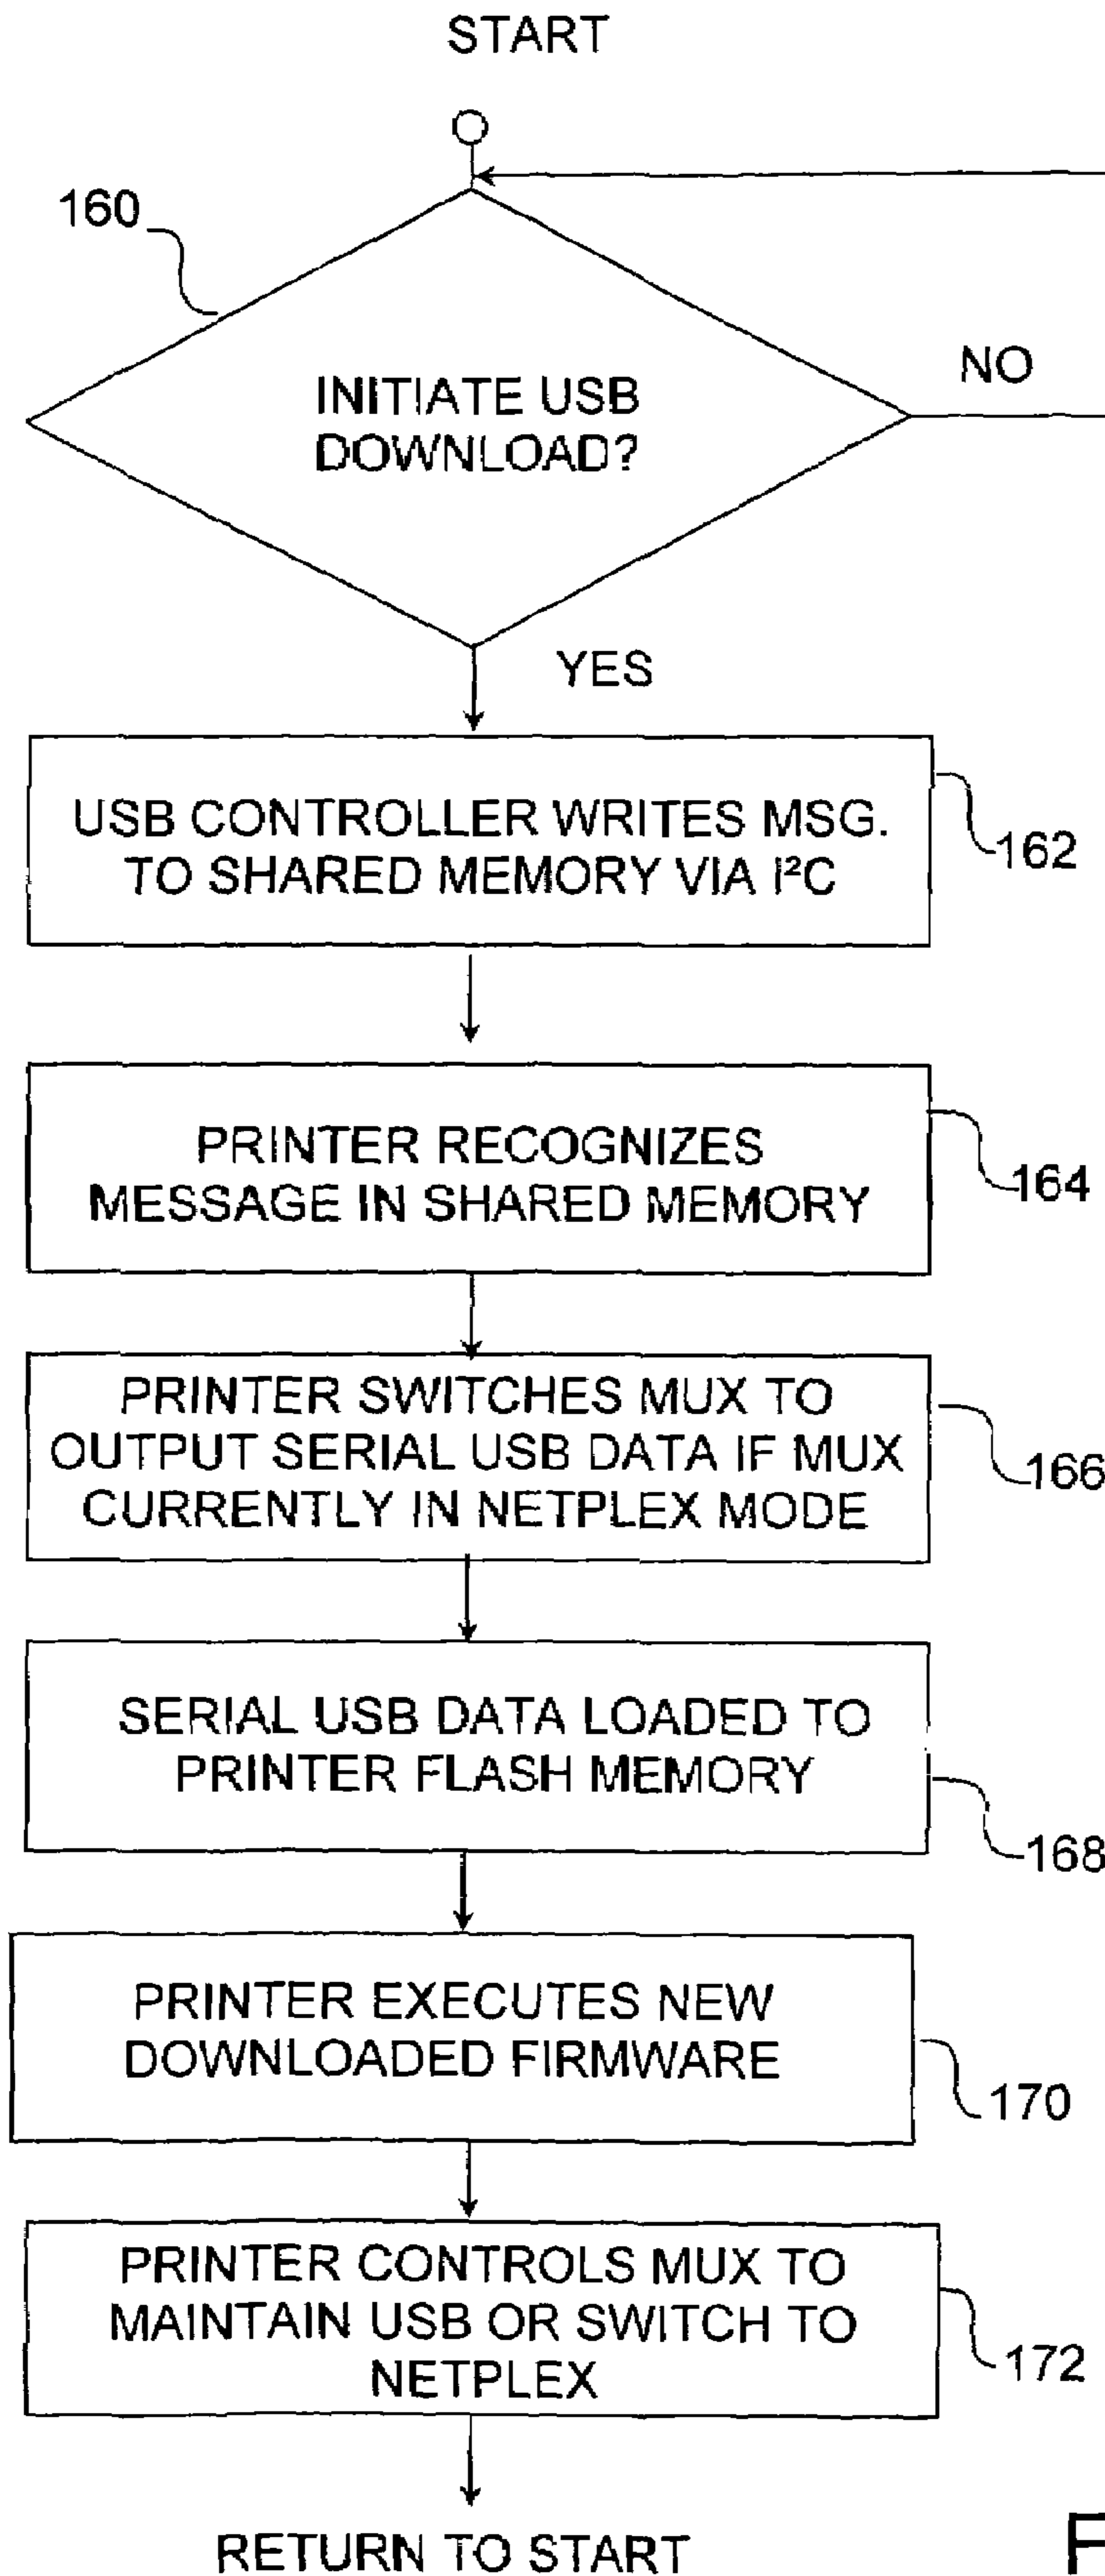 START
160
INITIATE USB
DOWNLOAD?
NO
YES
USB CONTROLLER WRITES MSG.
TO SHARED MEMORY VIA I²C
162
PRINTER RECOGNIZES
MESSAGE IN SHARED MEMORY
164
PRINTER SWITCHES MUX TO
OUTPUT SERIAL USB DATA IF MUX
CURRENTLY IN NETPLEX MODE
166
SERIAL USB DATA LOADED TO
PRINTER FLASH MEMORY
168
PRINTER EXECUTES NEW
DOWNLOADED FIRMWARE
170
PRINTER CONTROLS MUX TO
MAINTAIN USB OR SWITCH TO
NETPLEX
172
RETURN TO START
F